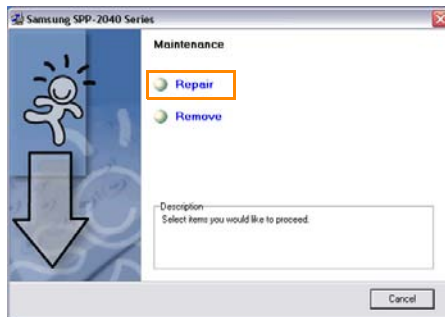 Samsung SPP-2040 Series
Maintenance
Repair
Remove
Description
Select items you would like to proceed.
Cancel